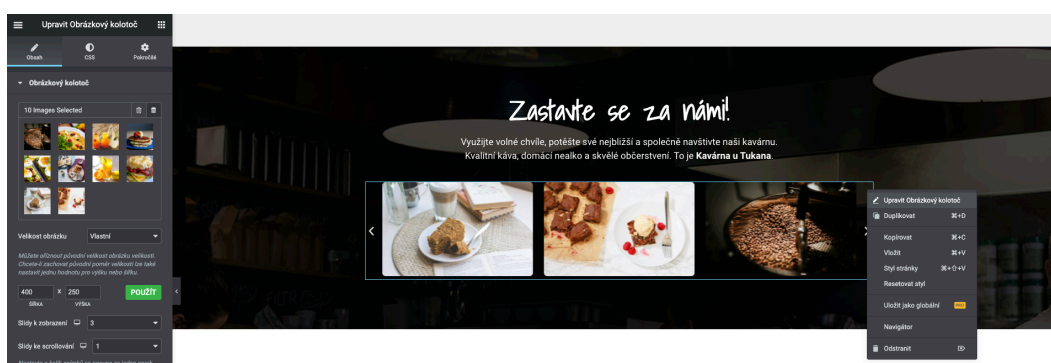 Upravit Obrázkový kolotoč
Obsah
CSS
Pokročilé
Obrázkový kolotoč
10 Images Selected
Velikost obrázku
Vlastní
Můžete oříznout původní velikost obrázku velikosti.
Chcete-li zachovat původní poměr velikosti lze také
nastavit jednu hodnotu pro výšku nebo šířku.
400 x 250 POUŽÍT
ŠÍŘKA VÝŠKA
Slidy k zobrazení 3
Slidy ke scrollování 1
Zastavte se za námi!
Využijte volné chvíle, potěšte své nejbližší a společně navštivte naši kavárnu.
Kvalitní káva, domácí nealko a skvělé občerstvení. To je Kavárna u Tukana.
Upravit Obrázkový kolotoč
Duplikovat ⌘+D
Kopírovat ⌘+C
Vložit ⌘+V
Styl stránky ⌘+⇧+V
Resetovat styl
Uložit jako globální
Navigátor
Odstranit ⌦